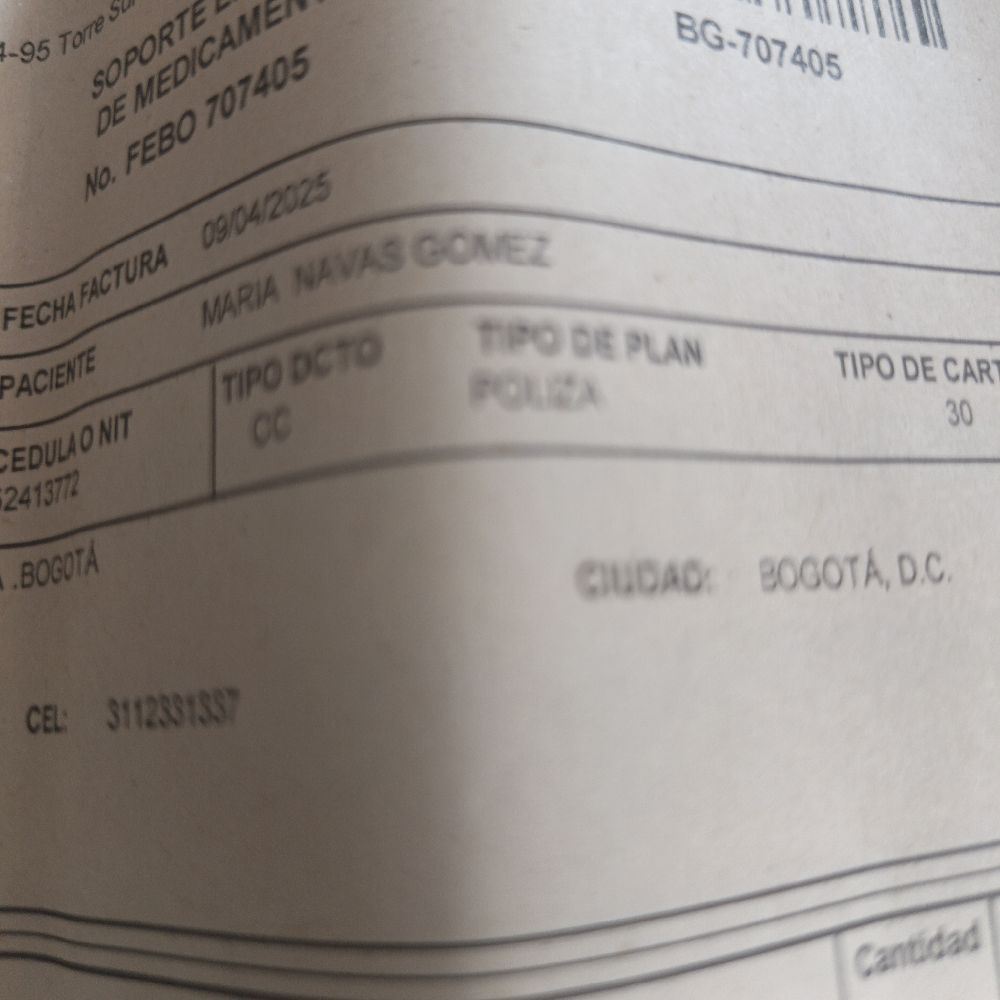 4-95 Torre Sur
SOPORTE E
DE MEDICAMEN
No. FEBO 707405
BG-707405
FECHA FACTURA 09/04/2025
PACIENTE MARIA NAVAS GOMEZ
CEDULA O NIT TIPO DCTO TIPO DE PLAN TIPO DE CART
52413772 CC POLIZA 30
A .BOGOTÁ CIUDAD: BOGOTÁ, D.C.
CEL: 3112331337
Cantidad